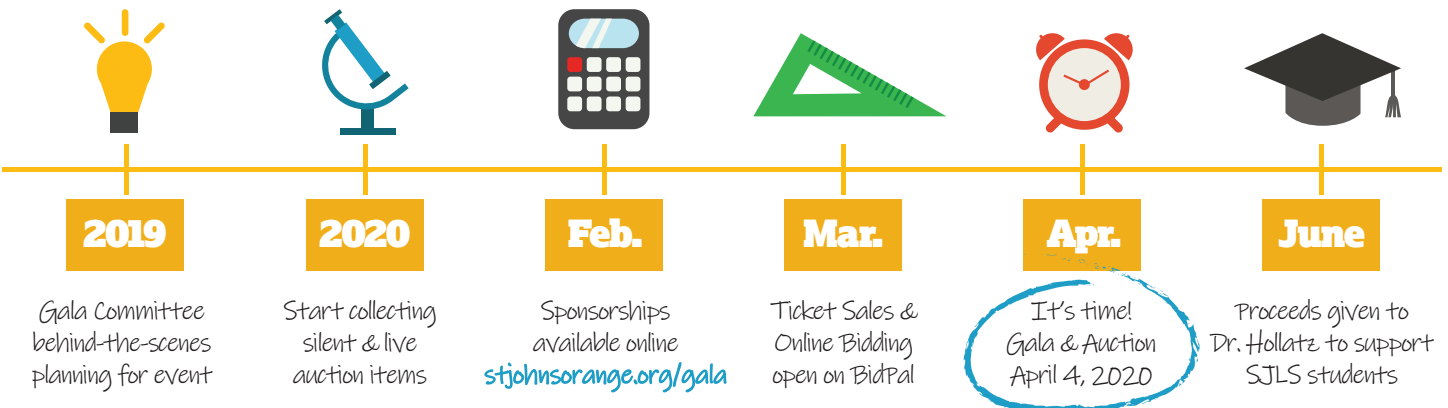 2019
Gala Committee
behind-the-scenes
planning for event
2020
Start collecting
silent & live
auction items
Feb.
Sponsorships
available online
stjohnsorange.org/gala
Mar.
Ticket Sales &
Online Bidding
open on BidPal
Apr.
It's time!
Gala & Auction
April 4, 2020
June
Proceeds given to
Dr. Hollatz to support
SJLS students